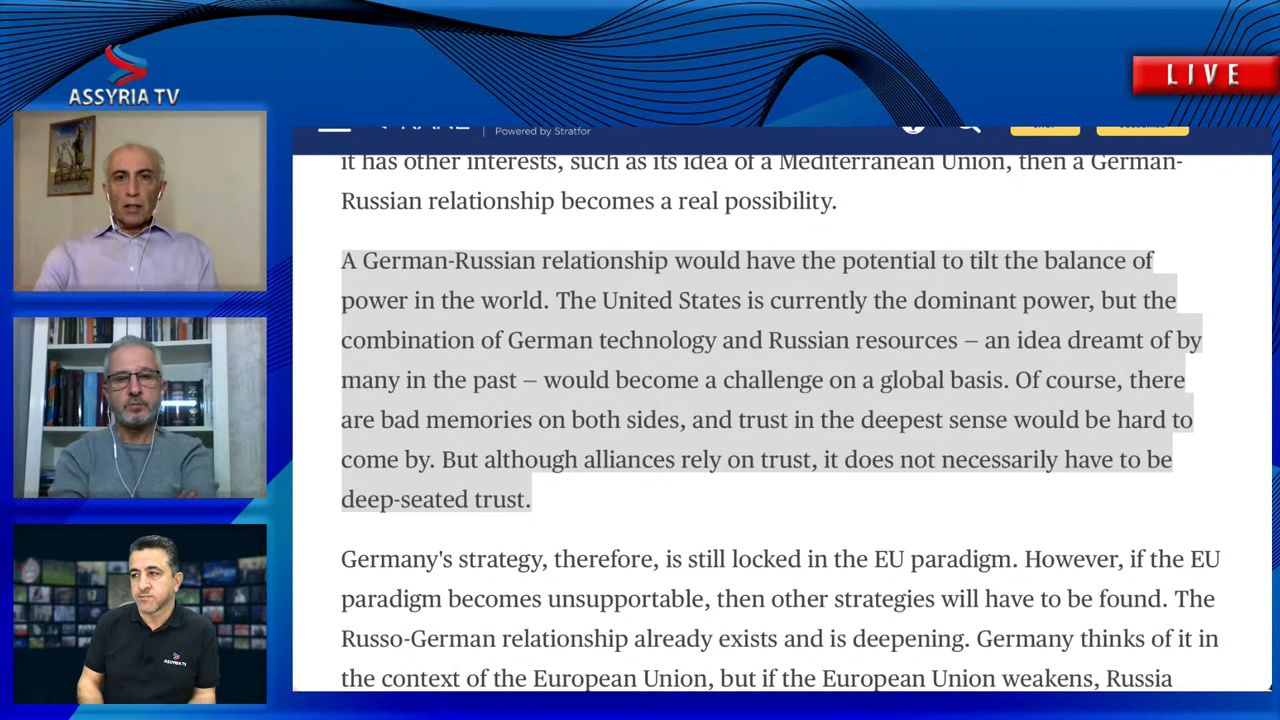 ASSYRIA TV
LIVE
Powered by Stratfor
it has other interests, such as its idea of a Mediterranean Union, then a German-
Russian relationship becomes a real possibility.
A German-Russian relationship would have the potential to tilt the balance of
power in the world. The United States is currently the dominant power, but the
combination of German technology and Russian resources – an idea dreamt of by
many in the past – would become a challenge on a global basis. Of course, there
are bad memories on both sides, and trust in the deepest sense would be hard to
come by. But although alliances rely on trust, it does not necessarily have to be
deep-seated trust.
Germany's strategy, therefore, is still locked in the EU paradigm. However, if the EU
paradigm becomes unsupportable, then other strategies will have to be found. The
Russo-German relationship already exists and is deepening. Germany thinks of it in
the context of the European Union, but if the European Union weakens, Russia
ASSYRIA TV